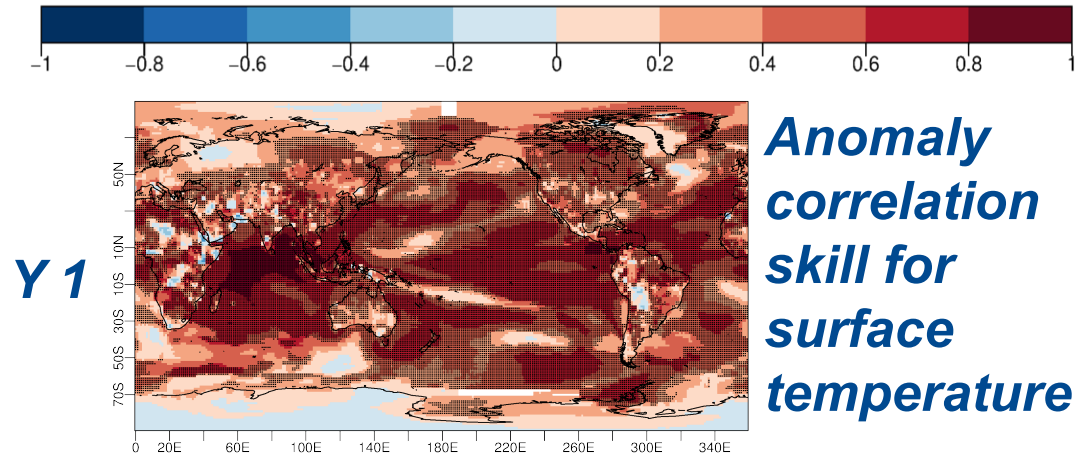 −1 −0.8 −0.6 −0.4 −0.2 0 0.2 0.4 0.6 0.8 1
Anomaly
correlation
skill for
surface
temperature
Y 1
50N
10N
10S
30S
50S
70S
0 20E 60E 100E 140E 180E 220E 260E 300E 340E